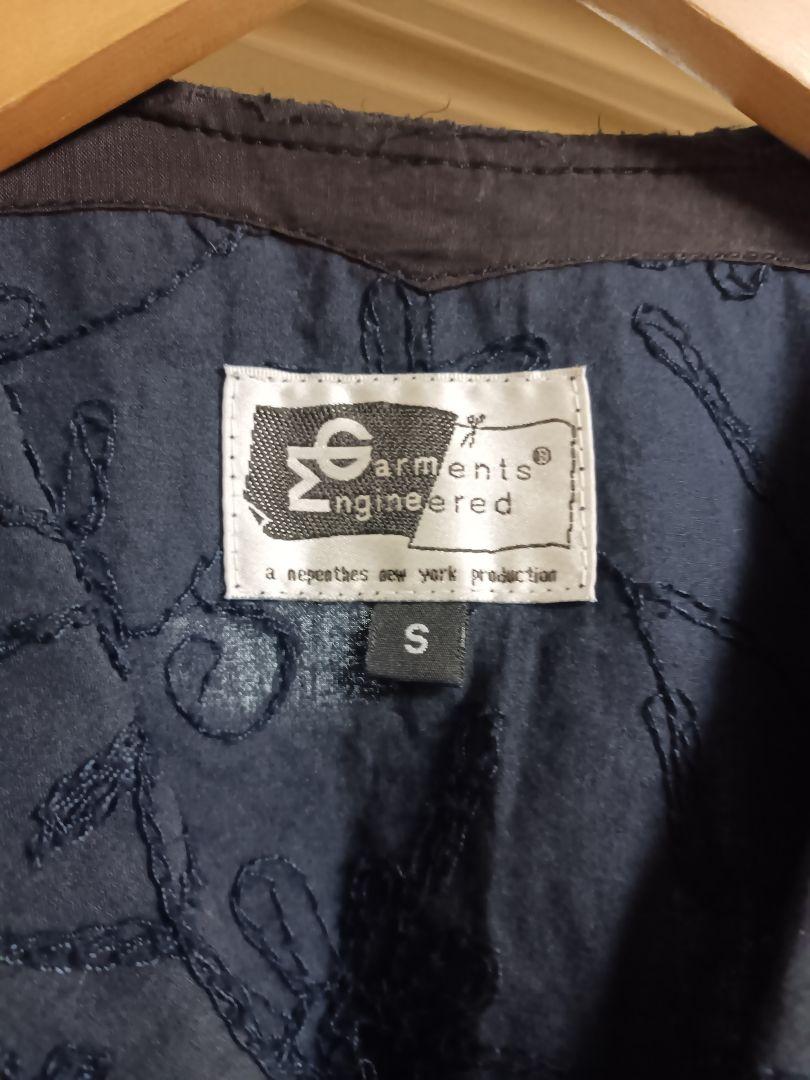 Garments®
Engineered
a nepenthes new york production
S